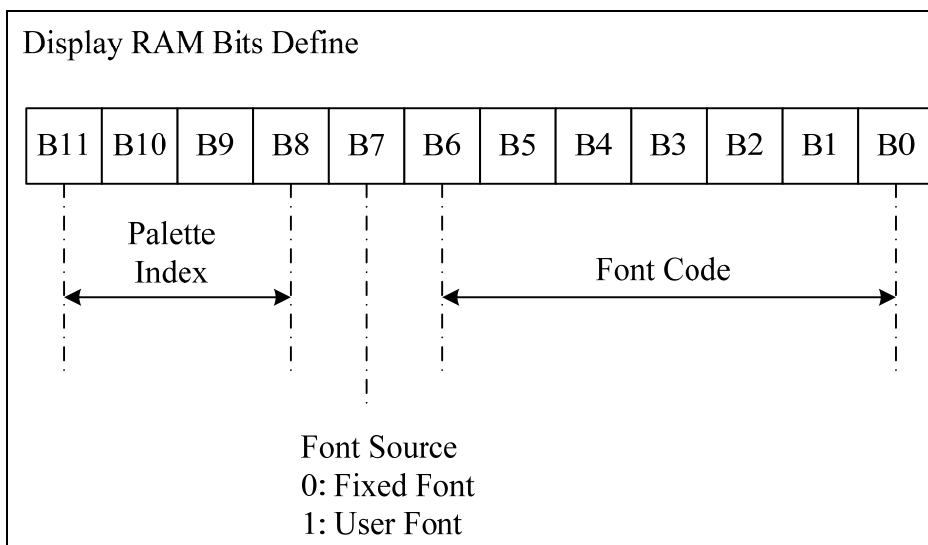 Display RAM Bits Define
B11 B10 B9 B8 B7 B6 B5 B4 B3 B2 B1 B0
Palette
Index
Font Code
Font Source
0: Fixed Font
1: User Font